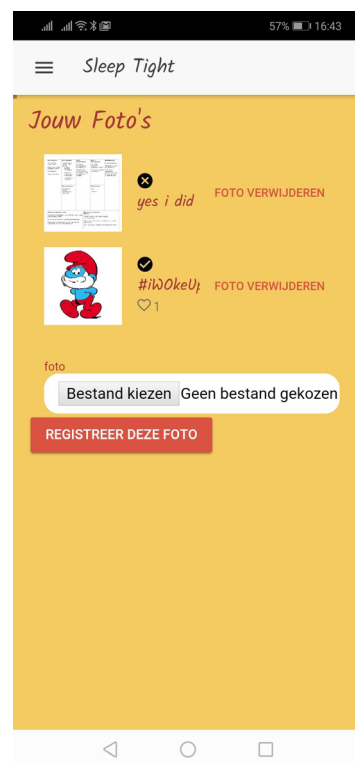 57% 16:43
Sleep Tight
Jouw Foto's
yes i did
FOTO VERWIJDEREN
#iWOkeUp
FOTO VERWIJDEREN
1
foto
Bestand kiezen Geen bestand gekozen
REGISTREER DEZE FOTO